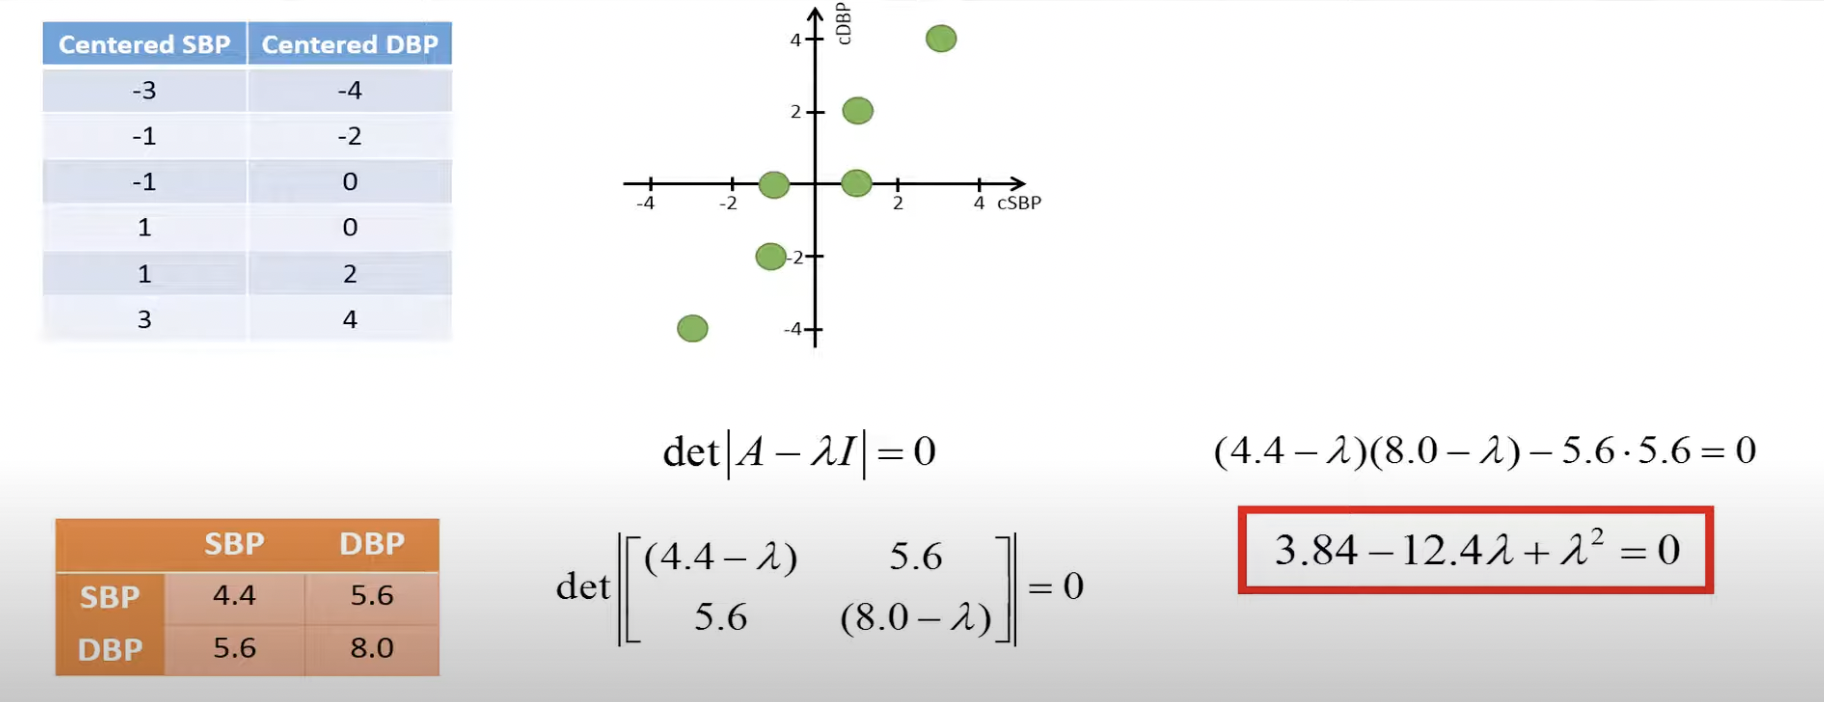 Centered SBP Centered DBP
-3 -4
-1 -2
-1 0
1 0
1 2
3 4
cDBP
4
2
-4 -2 2 4 cSBP
-2
-4
det|A − λI| = 0
(4.4 − λ)(8.0 − λ) − 5.6 · 5.6 = 0
SBP DBP
SBP 4.4 5.6
DBP 5.6 8.0
det|[(4.4 − λ) 5.6
5.6 (8.0 − λ)]| = 0
3.84 − 12.4λ + λ² = 0